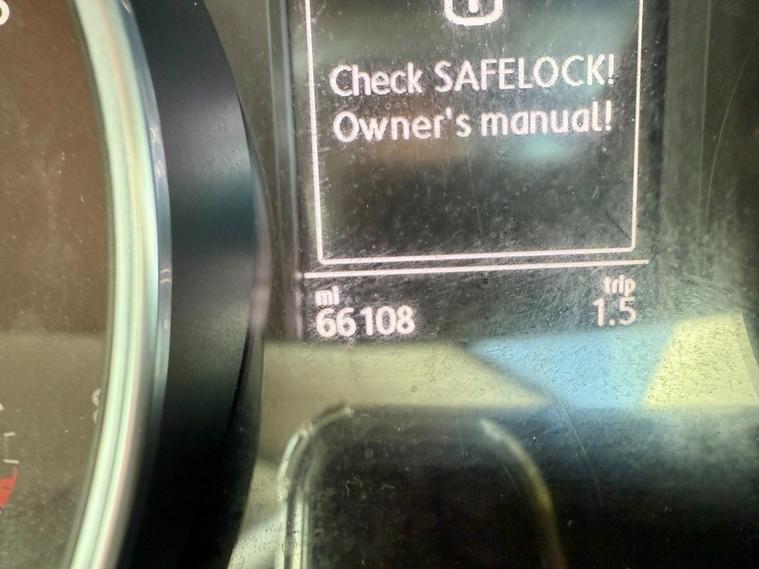 Check SAFELOCK!
Owner's manual!
mi trip
66108 1.5